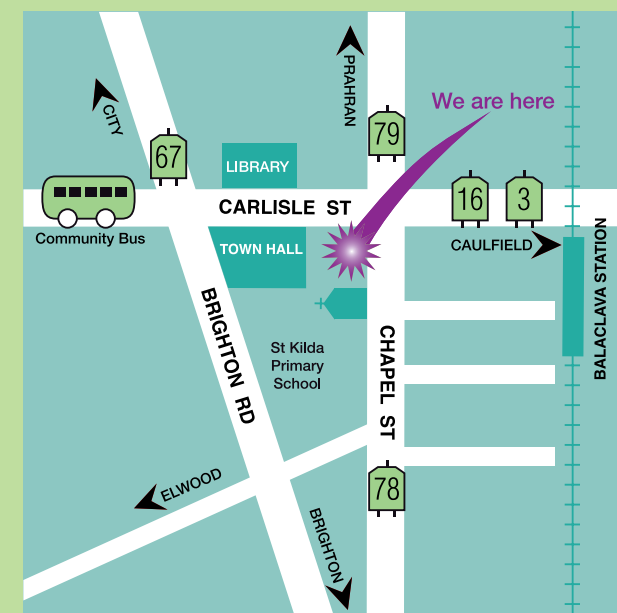 PRAHRAN
We are here
CITY
67
79
LIBRARY
16
3
CARLISLE ST
Community Bus
TOWN HALL
CAULFIELD
BALACLAVA STATION
BRIGHTON RD
CHAPEL ST
St Kilda
Primary
School
ELWOOD
78
BRIGHTON